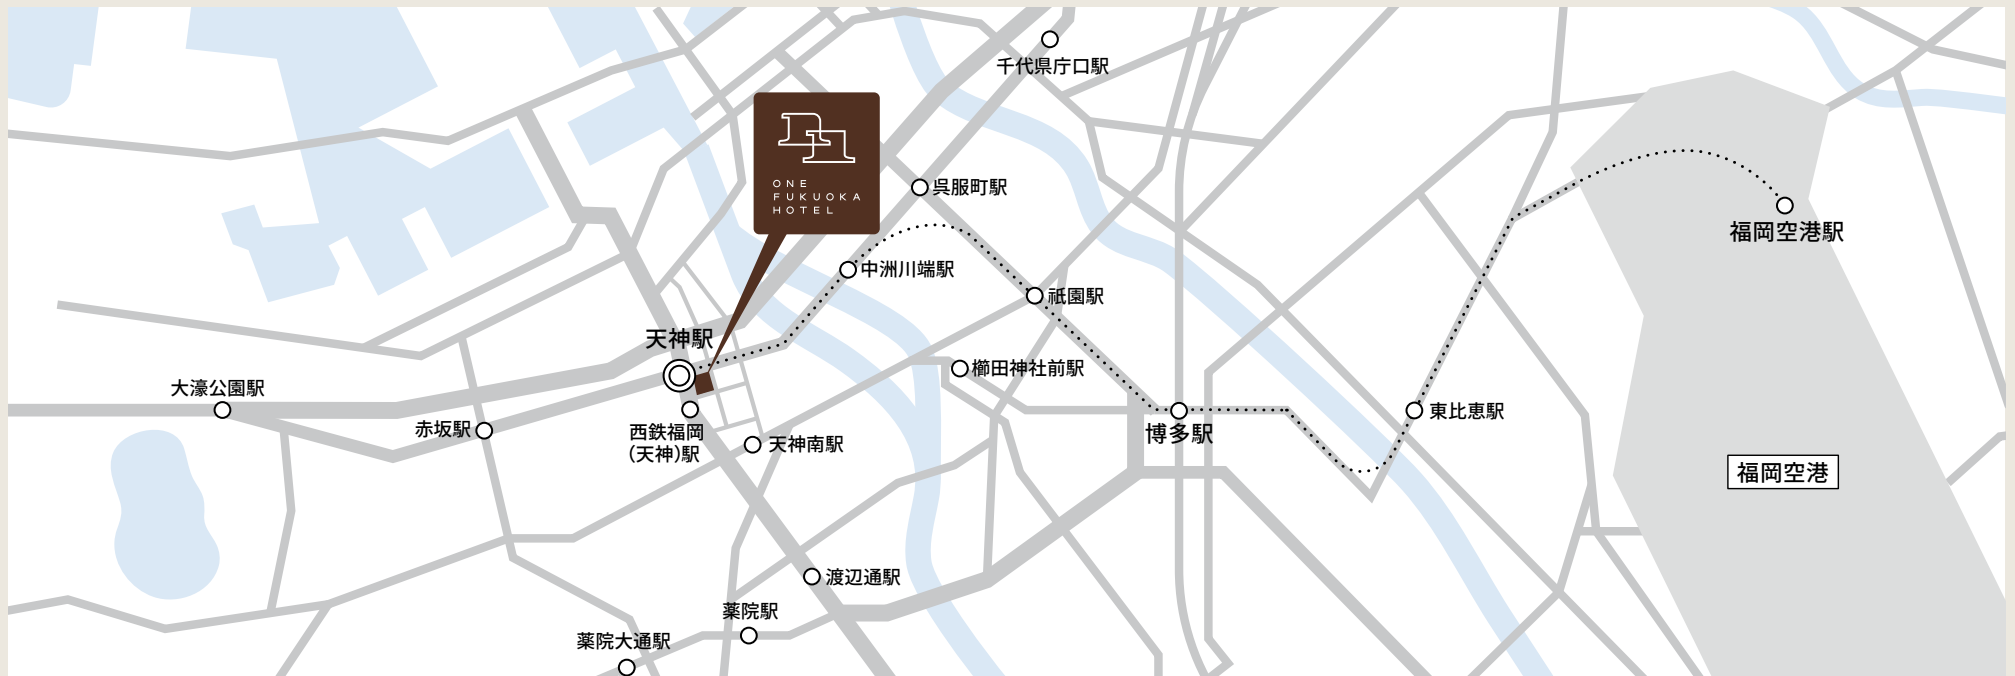 千代県庁口駅
ONE
FUKUOKA
HOTEL
呉服町駅
福岡空港駅
中洲川端駅
祇園駅
天神駅
櫛田神社前駅
大濠公園駅
赤坂駅
西鉄福岡
(天神)駅
天神南駅
博多駅
東比恵駅
福岡空港
渡辺通駅
薬院駅
薬院大通駅